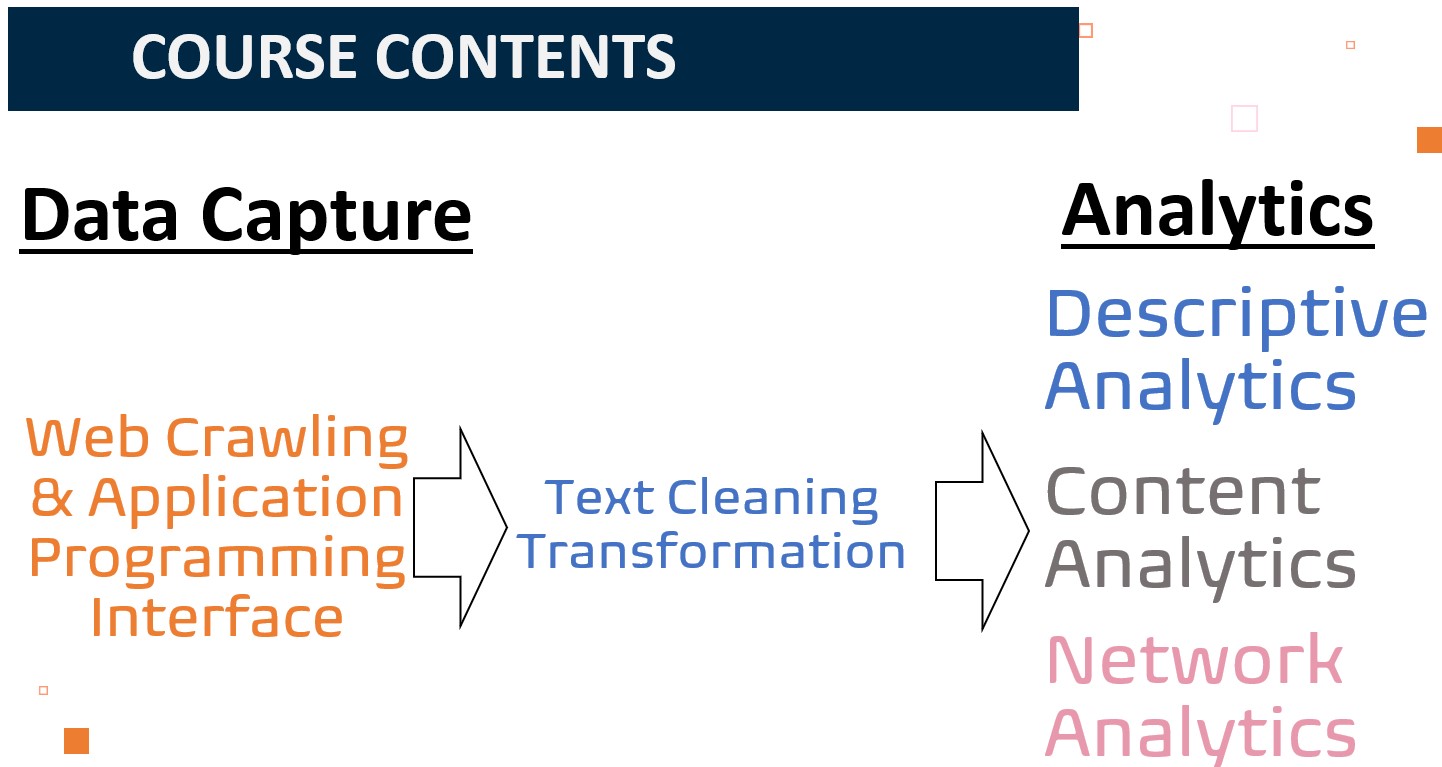 COURSE CONTENTS
Data Capture
Web Crawling
& Application
Programming
Interface
Text Cleaning
Transformation
Analytics
Descriptive
Analytics
Content
Analytics
Network
Analytics